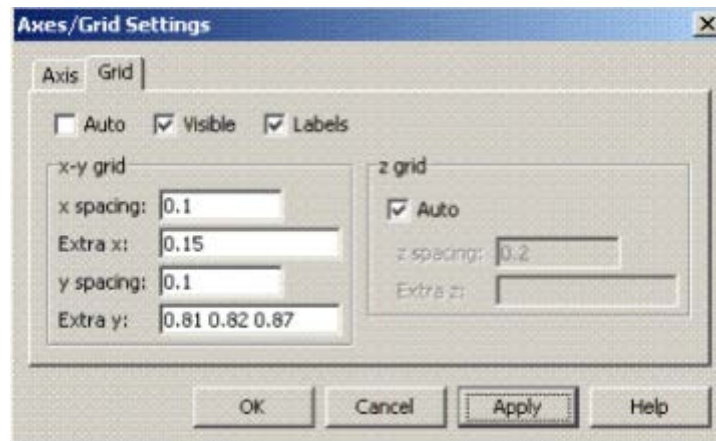 Axes/Grid Settings
Axis Grid
Auto Visible Labels
x-y grid
x spacing: 0.1
Extra x: 0.15
y spacing: 0.1
Extra y: 0.81 0.82 0.87
z grid
Auto
z spacing: 0.2
Extra z:
OK Cancel Apply Help